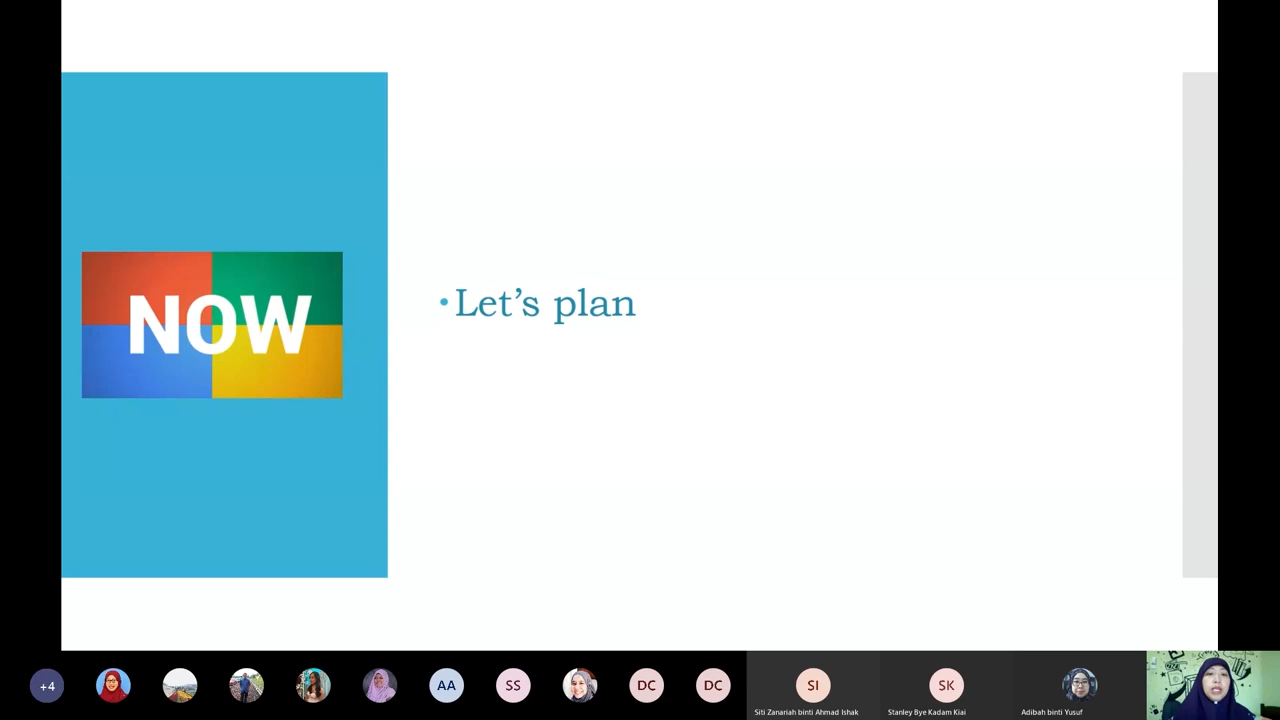 NOW
• Let’s plan
+4
AA
SS
DC
DC
SI
SK
Siti Zanariah binti Ahmad Ishak
Stanley Bye Kadam Kiai
Adibah binti Yusuf